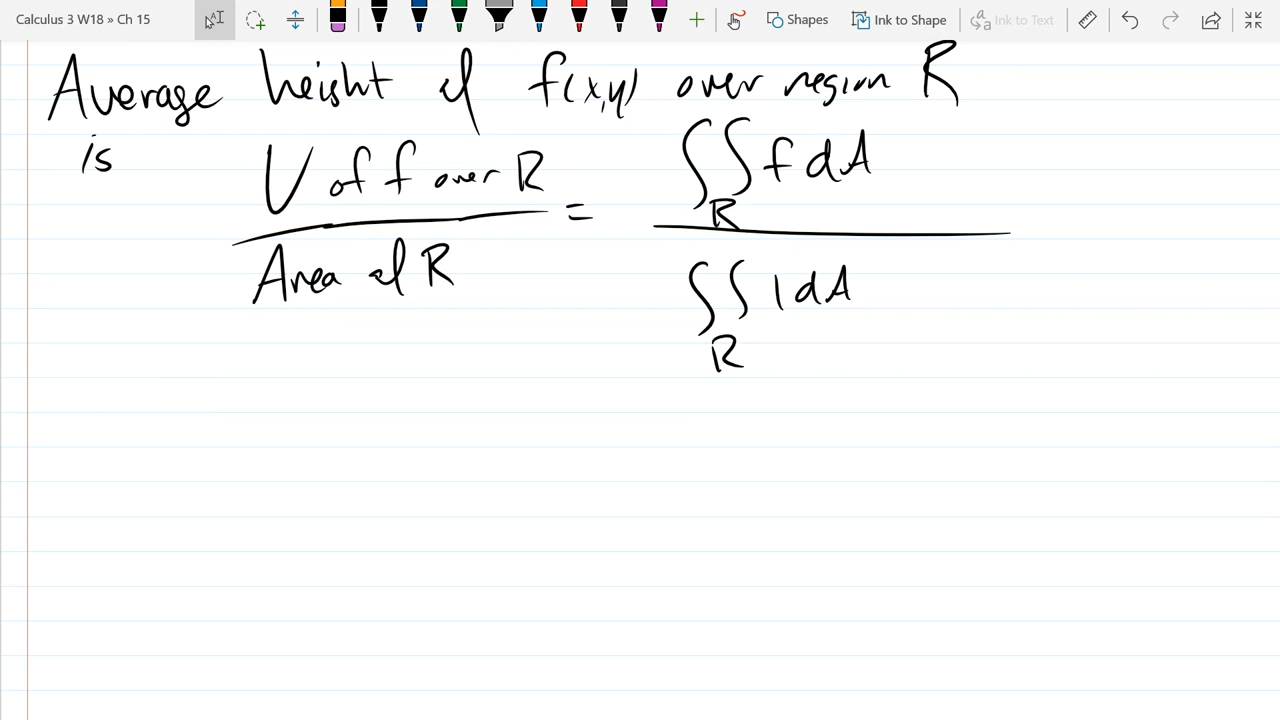 Calculus 3 W18 » Ch 15
Shapes
Ink to Shape
Ink to Text
Average height of f(x,y) over region R
is
V of f over R
Area of R
=
∫∫ f dA
R
∫∫ 1 dA
R